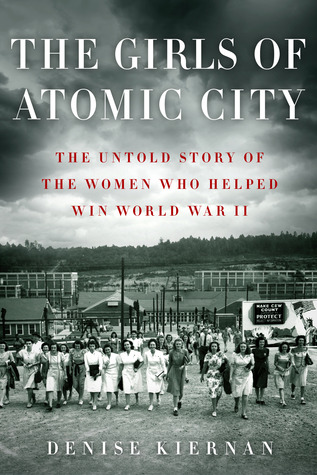 THE GIRLS OF
ATOMIC CITY
THE UNTOLD STORY OF
THE WOMEN WHO HELPED
WIN WORLD WAR II
MAKE CEW
COUNT
PROTECT
DENISE KIERNAN